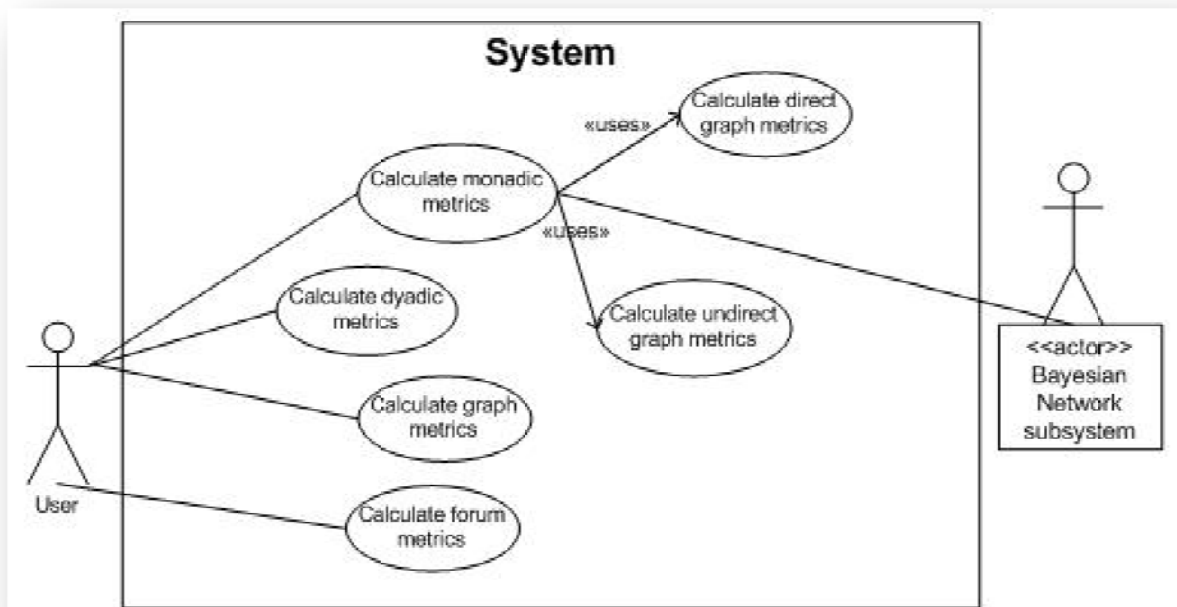 System
Calculate direct
graph metrics
«uses»
Calculate monadic
metrics
«uses»
Calculate dyadic
metrics
Calculate undirect
graph metrics
<<actor>>
Bayesian
Network
subsystem
Calculate graph
metrics
User
Calculate forum
metrics